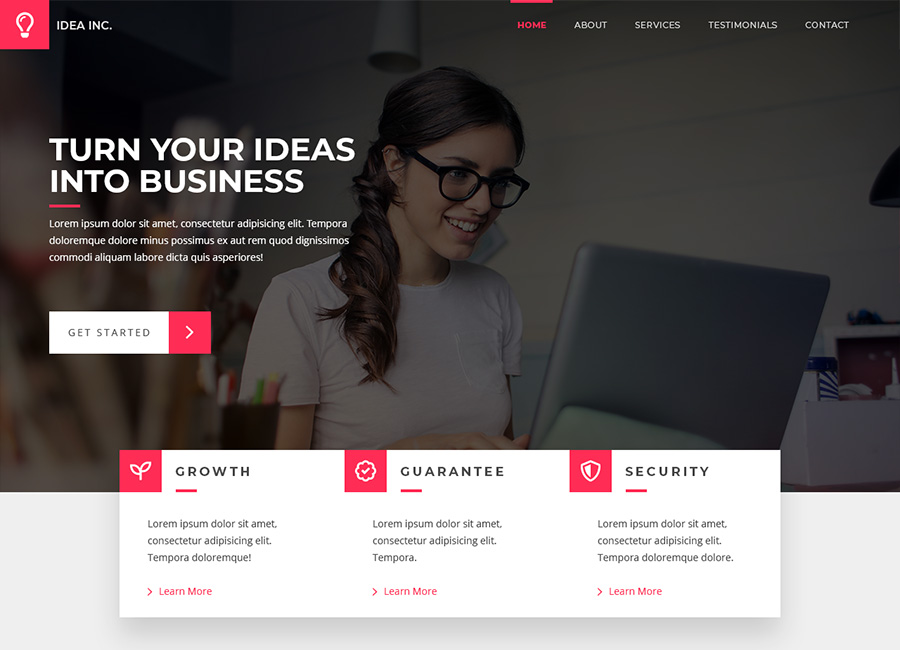 IDEA INC.
HOME ABOUT SERVICES TESTIMONIALS CONTACT
TURN YOUR IDEAS
INTO BUSINESS
Lorem ipsum dolor sit amet, consectetur adipisicing elit. Tempora
doloremque dolore minus possimus ex aut rem quod dignissimos
commodi aliquam labore dicta quis asperiores!
GET STARTED
GROWTH
Lorem ipsum dolor sit amet,
consectetur adipisicing elit.
Tempora doloremque!
Learn More
GUARANTEE
Lorem ipsum dolor sit amet,
consectetur adipisicing elit.
Tempora.
Learn More
SECURITY
Lorem ipsum dolor sit amet,
consectetur adipisicing elit.
Tempora doloremque dolore.
Learn More